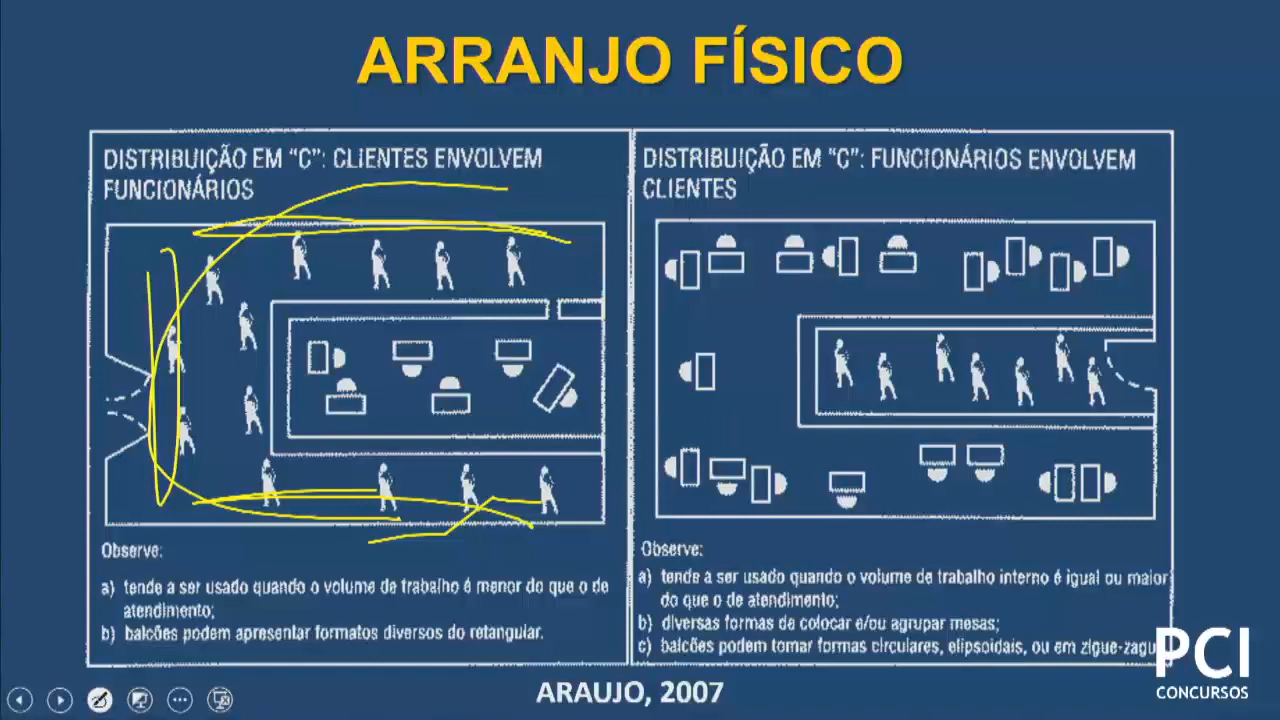 ARRANJO FÍSICO
DISTRIBUIÇÃO EM “C”: CLIENTES ENVOLVEM
FUNCIONÁRIOS
Observe:
a) tende a ser usado quando o volume de trabalho é menor do que o de
atendimento;
b) balcões podem apresentar formatos diversos do retangular.
DISTRIBUIÇÃO EM “C”: FUNCIONÁRIOS ENVOLVEM
CLIENTES
Observe:
a) tende a ser usado quando o volume de trabalho interno é igual ou maior
do que o de atendimento;
b) diversas formas de colocar e/ou agrupar mesas;
c) balcões podem tomar formas circulares, elipsoidais, ou em zigue-zagu
ARAUJO, 2007
PCI
CONCURSOS